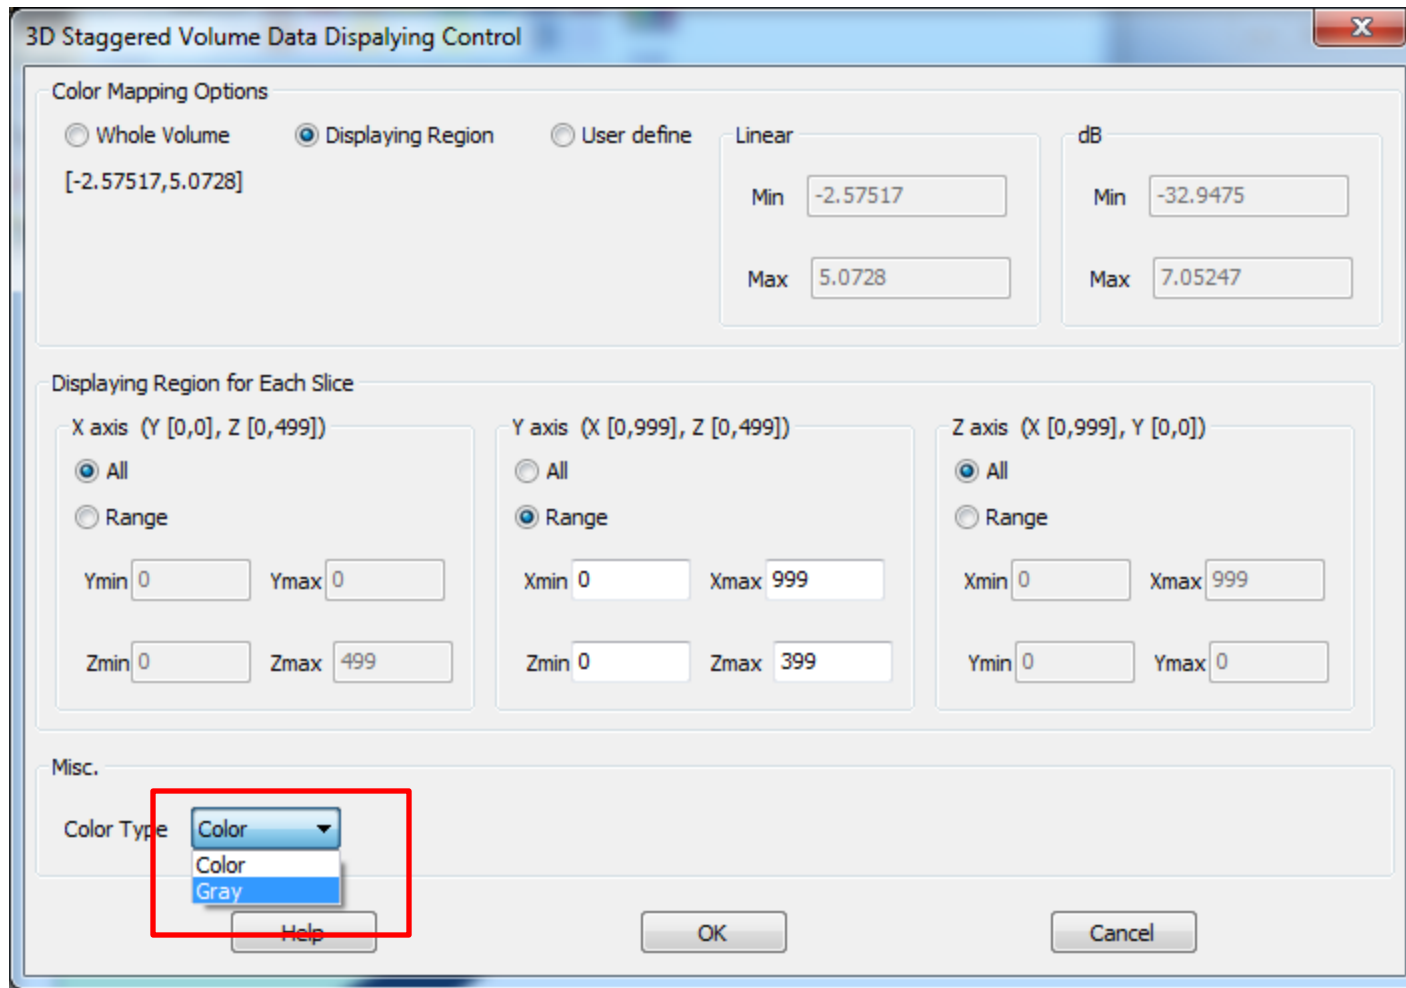 3D Staggered Volume Data Dispalying Control
Color Mapping Options
Whole Volume Displaying Region User define Linear dB
[-2.57517,5.0728]
Min -2.57517 Min -32.9475
Max 5.0728 Max 7.05247
Displaying Region for Each Slice
X axis (Y [0,0], Z [0,499]) Y axis (X [0,999], Z [0,499]) Z axis (X [0,999], Y [0,0])
All All All
Range Range Range
Ymin 0 Ymax 0 Xmin 0 Xmax 999 Xmin 0 Xmax 999
Zmin 0 Zmax 499 Zmin 0 Zmax 399 Ymin 0 Ymax 0
Misc.
Color Type Color
Color
Gray
Help OK Cancel